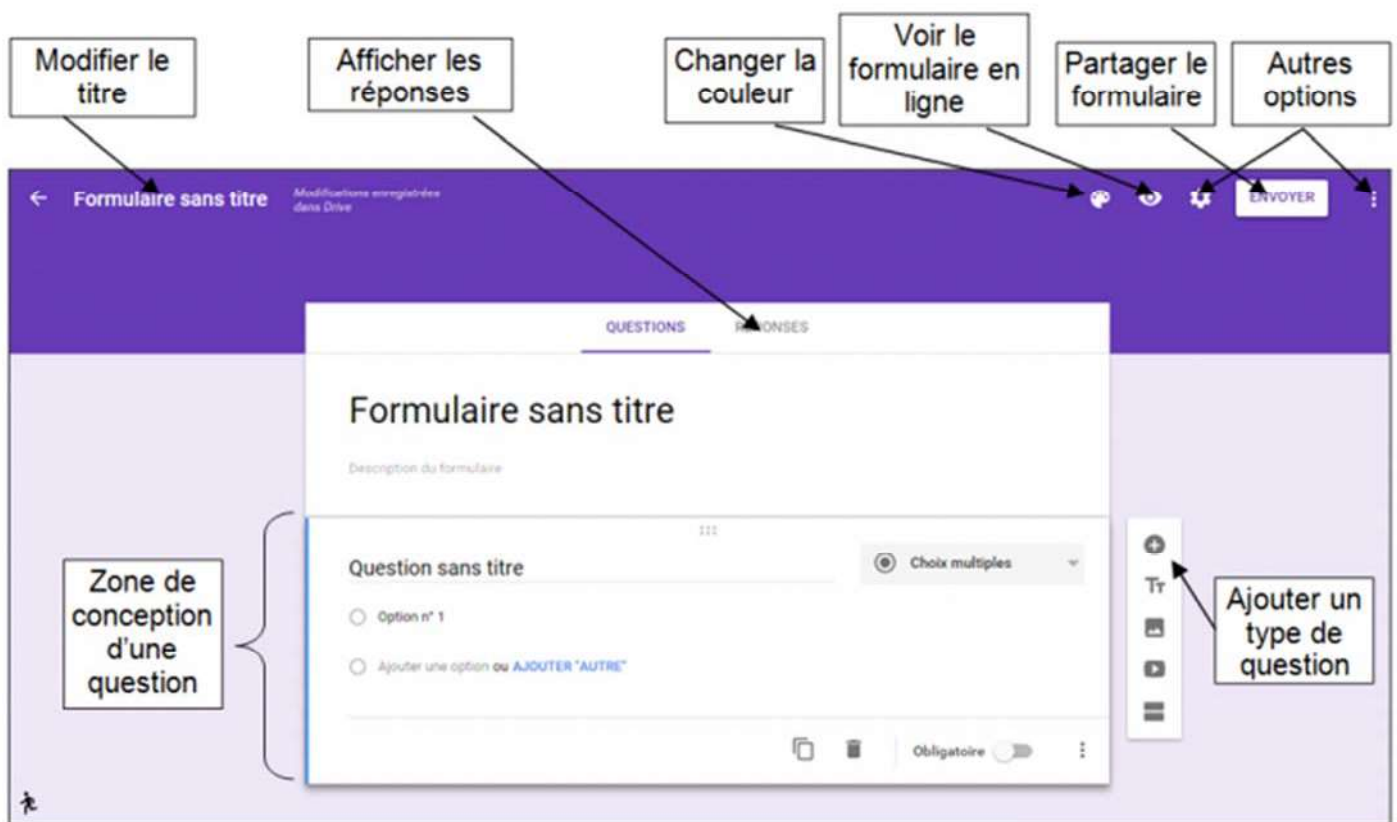 Modifier le
titre
Afficher les
réponses
Changer la
couleur
Voir le
formulaire en
ligne
Partager le
formulaire
Autres
options
Formulaire sans titre
Modifications enregistrées
dans Drive
ENVOYER
QUESTIONS
RÉPONSES
Formulaire sans titre
Description du formulaire
Zone de
conception
d'une
question
Question sans titre
Choix multiples
Option n° 1
Ajouter une option ou AJOUTER "AUTRE"
Obligatoire
Tт
Ajouter un
type de
question